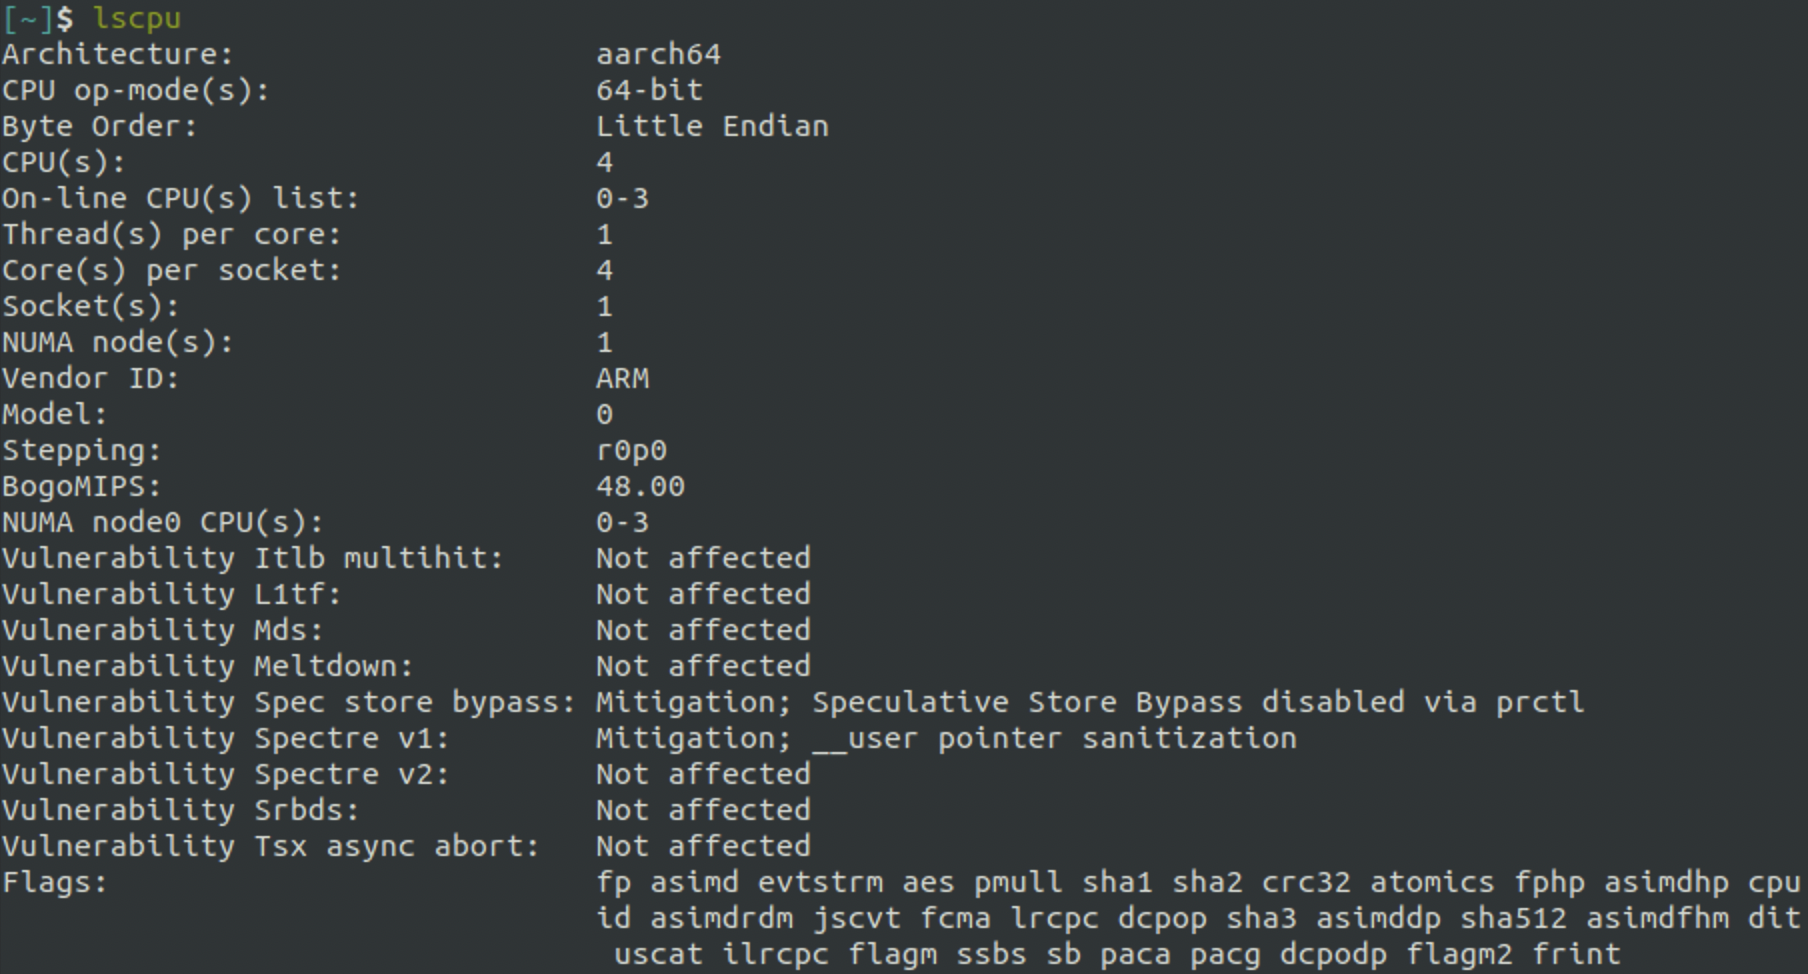 [~]$ lscpu
Architecture: aarch64
CPU op-mode(s): 64-bit
Byte Order: Little Endian
CPU(s): 4
On-line CPU(s) list: 0-3
Thread(s) per core: 1
Core(s) per socket: 4
Socket(s): 1
NUMA node(s): 1
Vendor ID: ARM
Model: 0
Stepping: r0p0
BogoMIPS: 48.00
NUMA node0 CPU(s): 0-3
Vulnerability Itlb multihit: Not affected
Vulnerability L1tf: Not affected
Vulnerability Mds: Not affected
Vulnerability Meltdown: Not affected
Vulnerability Spec store bypass: Mitigation; Speculative Store Bypass disabled via prctl
Vulnerability Spectre v1: Mitigation; __user pointer sanitization
Vulnerability Spectre v2: Not affected
Vulnerability Srbds: Not affected
Vulnerability Tsx async abort: Not affected
Flags: fp asimd evtstrm aes pmull sha1 sha2 crc32 atomics fphp asimdhp cpu
id asimdrdm jscvt fcma lrcpc dcpop sha3 asimddp sha512 asimdfhm dit
uscat ilrcpc flagm ssbs sb paca pacg dcpodp flagm2 frint